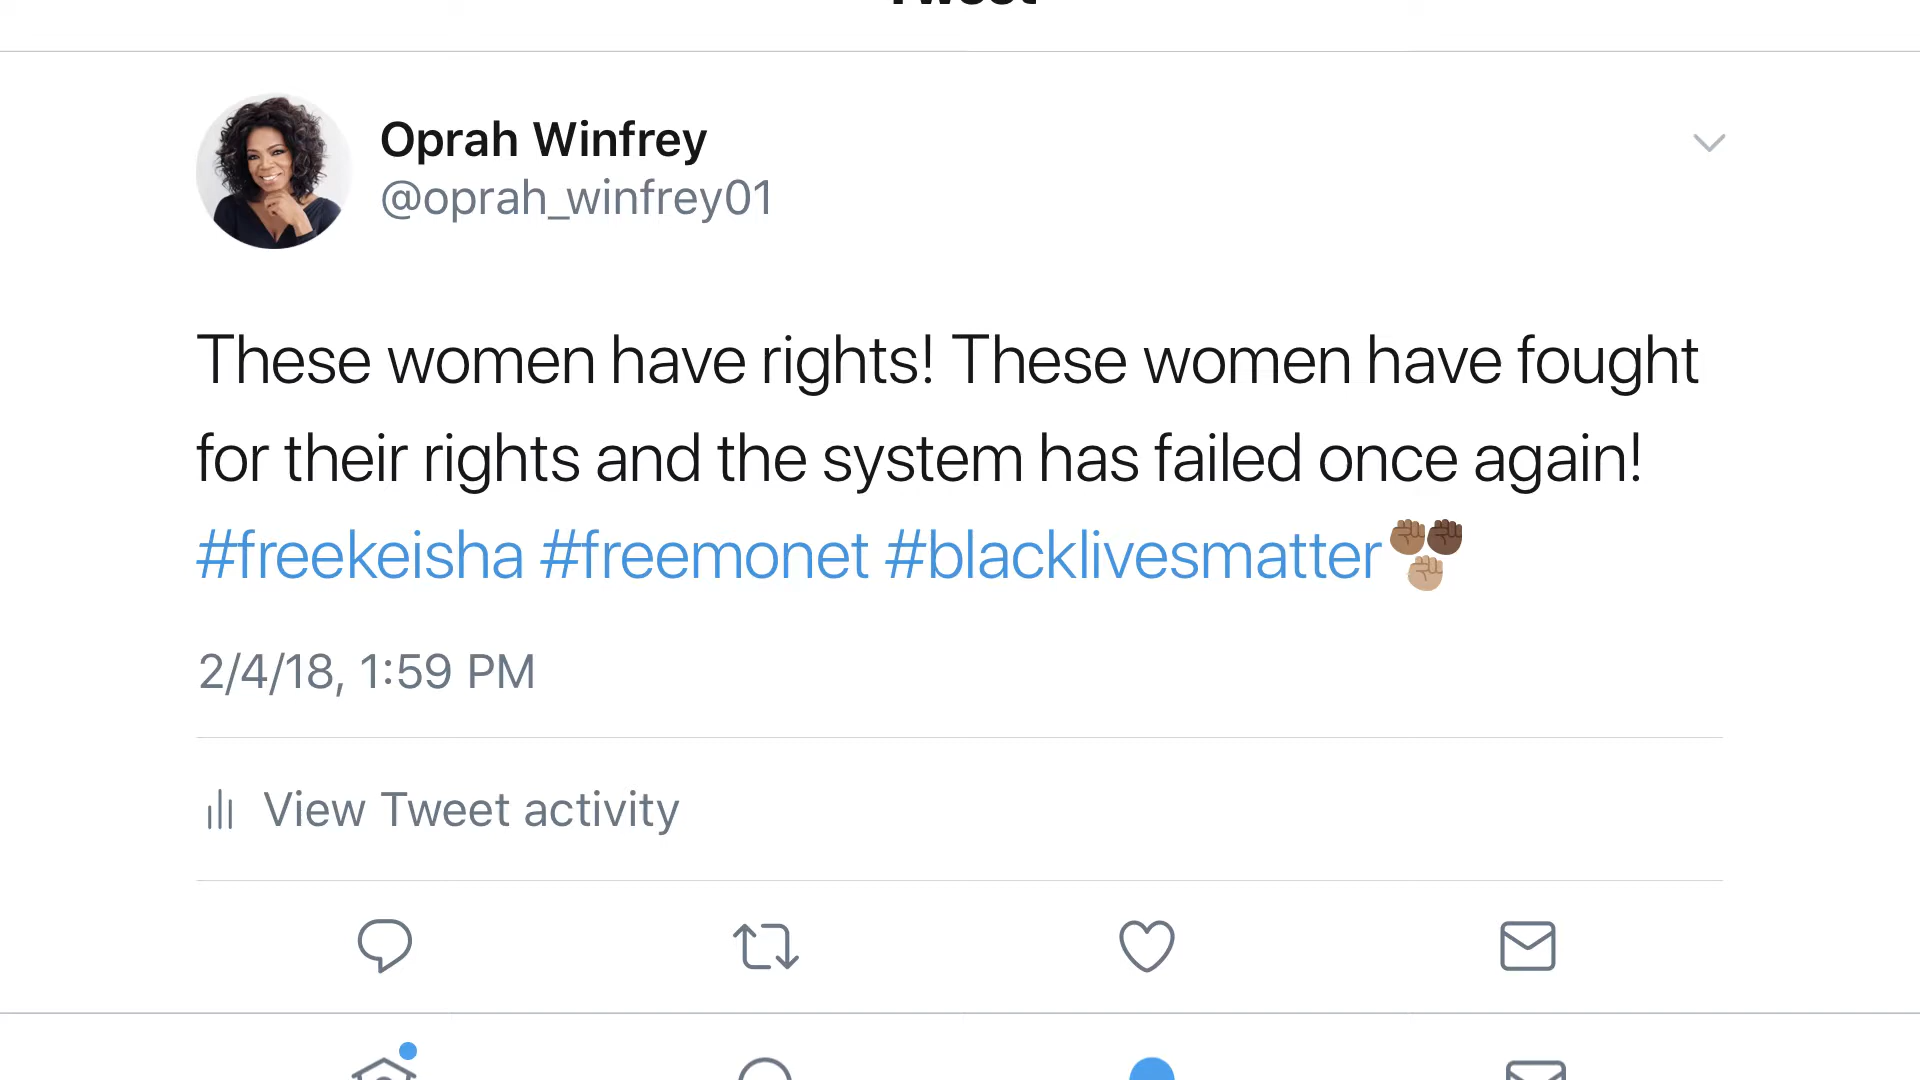 Tweet
Oprah Winfrey
@oprah_winfrey01
These women have rights! These women have fought
for their rights and the system has failed once again!
#freekeisha #freemonet #blacklivesmatter
2/4/18, 1:59 PM
View Tweet activity